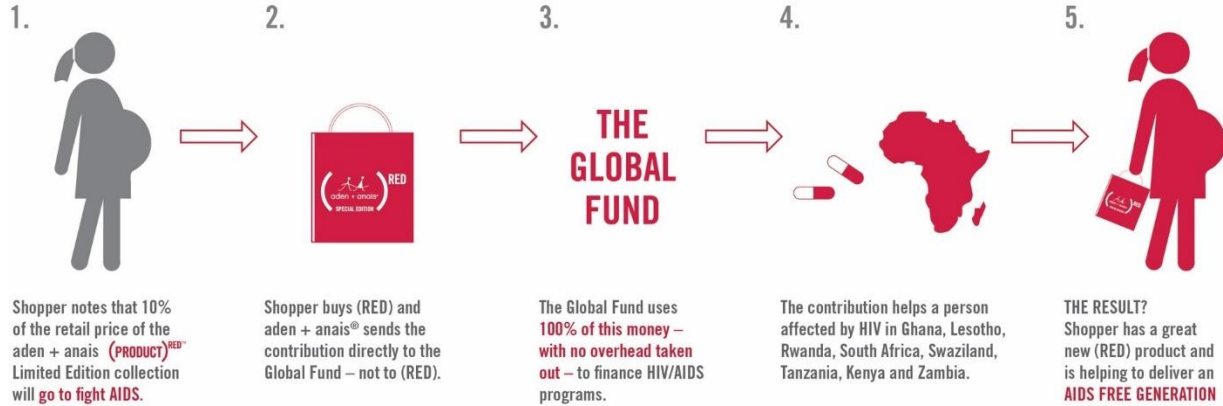 1.
2.
3.
4.
5.
aden + anais®
SPECIAL EDITION
RED
THE
GLOBAL
FUND
Shopper notes that 10%
of the retail price of the
aden + anais (PRODUCT)RED™
Limited Edition collection
will go to fight AIDS.
Shopper buys (RED) and
aden + anais® sends the
contribution directly to the
Global Fund – not to (RED).
The Global Fund uses
100% of this money –
with no overhead taken
out – to finance HIV/AIDS
programs.
The contribution helps a person
affected by HIV in Ghana, Lesotho,
Rwanda, South Africa, Swaziland,
Tanzania, Kenya and Zambia.
THE RESULT?
Shopper has a great
new (RED) product and
is helping to deliver an
AIDS FREE GENERATION